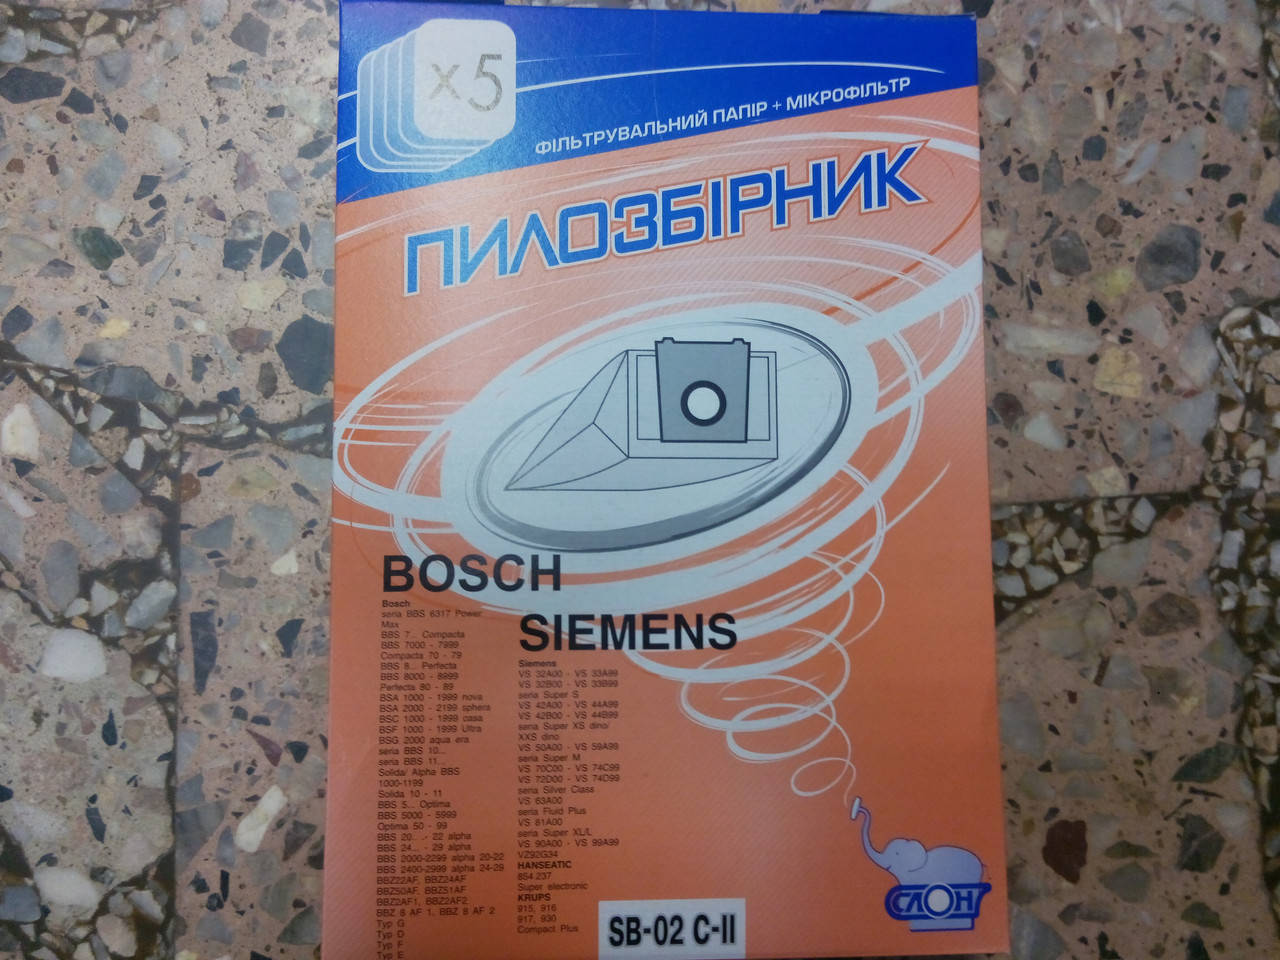 x5
ФІЛЬТРУВАЛЬНИЙ ПАПІР + МІКРОФІЛЬТР
ПИЛОЗБІРНИК
BOSCH
Bosch
seria BBS 6317 Power
Max
BBS 7... Compacta
BBS 7000 - 7999
Compacta 70 - 79
BBS 8... Perfecta
BBS 8000 - 8999
Perfecta 80 - 89
BSA 1000 - 1999 nova
BSA 2000 - 2199 sphera
BSC 1000 - 1999 casa
BSF 1000 - 1999 Ultra
BSG 2000 aqua era
seria BBS 10...
seria BBS 11...
Solida/ Alpha BBS
1000-1199
Solida 10 - 11
BBS 5... Optima
BBS 5000 - 5999
Optima 50 - 99
BBS 20... - 22 alpha
BBS 24... - 29 alpha
BBS 2000-2299 alpha 20-22
BBS 2400-2999 alpha 24-29
BBZ22AF, BBZ24AF
BBZ50AF, BBZ51AF
BBZ2AF1, BBZ2AF2
BBZ 8 AF 1, BBZ 8 AF 2
Typ G
Typ D
Typ F
Typ E
SIEMENS
Siemens
VS 32A00 - VS 33A99
VS 32B00 - VS 33B99
seria Super S
VS 42A00 - VS 44A99
VS 42B00 - VS 44B99
seria Super XS dino/
XXS dino
VS 50A00 - VS 59A99
seria Super M
VS 70C00 - VS 74C99
VS 72D00 - VS 74D99
seria Silver Class
VS 63A00
seria Fluid Plus
VS 81A00
seria Super XL/L
VS 90A00 - VS 99A99
VZ92G34
HANSEATIC
854.237
Super electronic
KRUPS
915, 916
917, 930
Compact Plus
SB-02 C-II
СЛОН